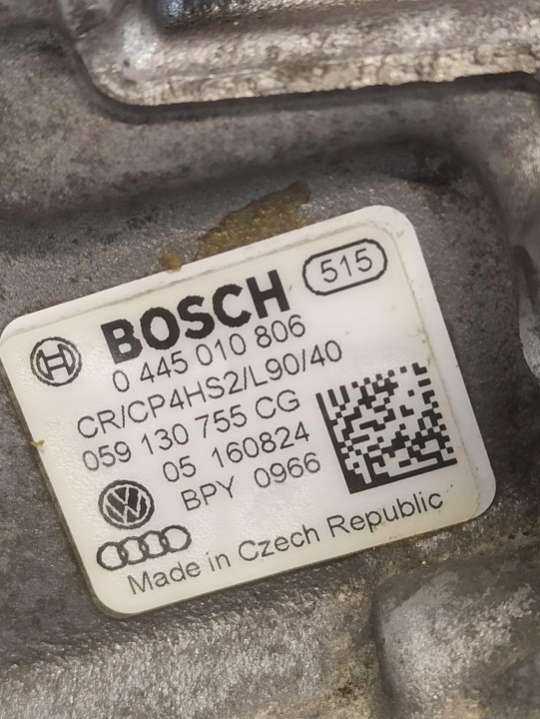 BOSCH 515
0 445 010 806
CR/CP4HS2/L90/40
059 130 755 CG
05 160824
BPY 0966
Made in Czech Republic